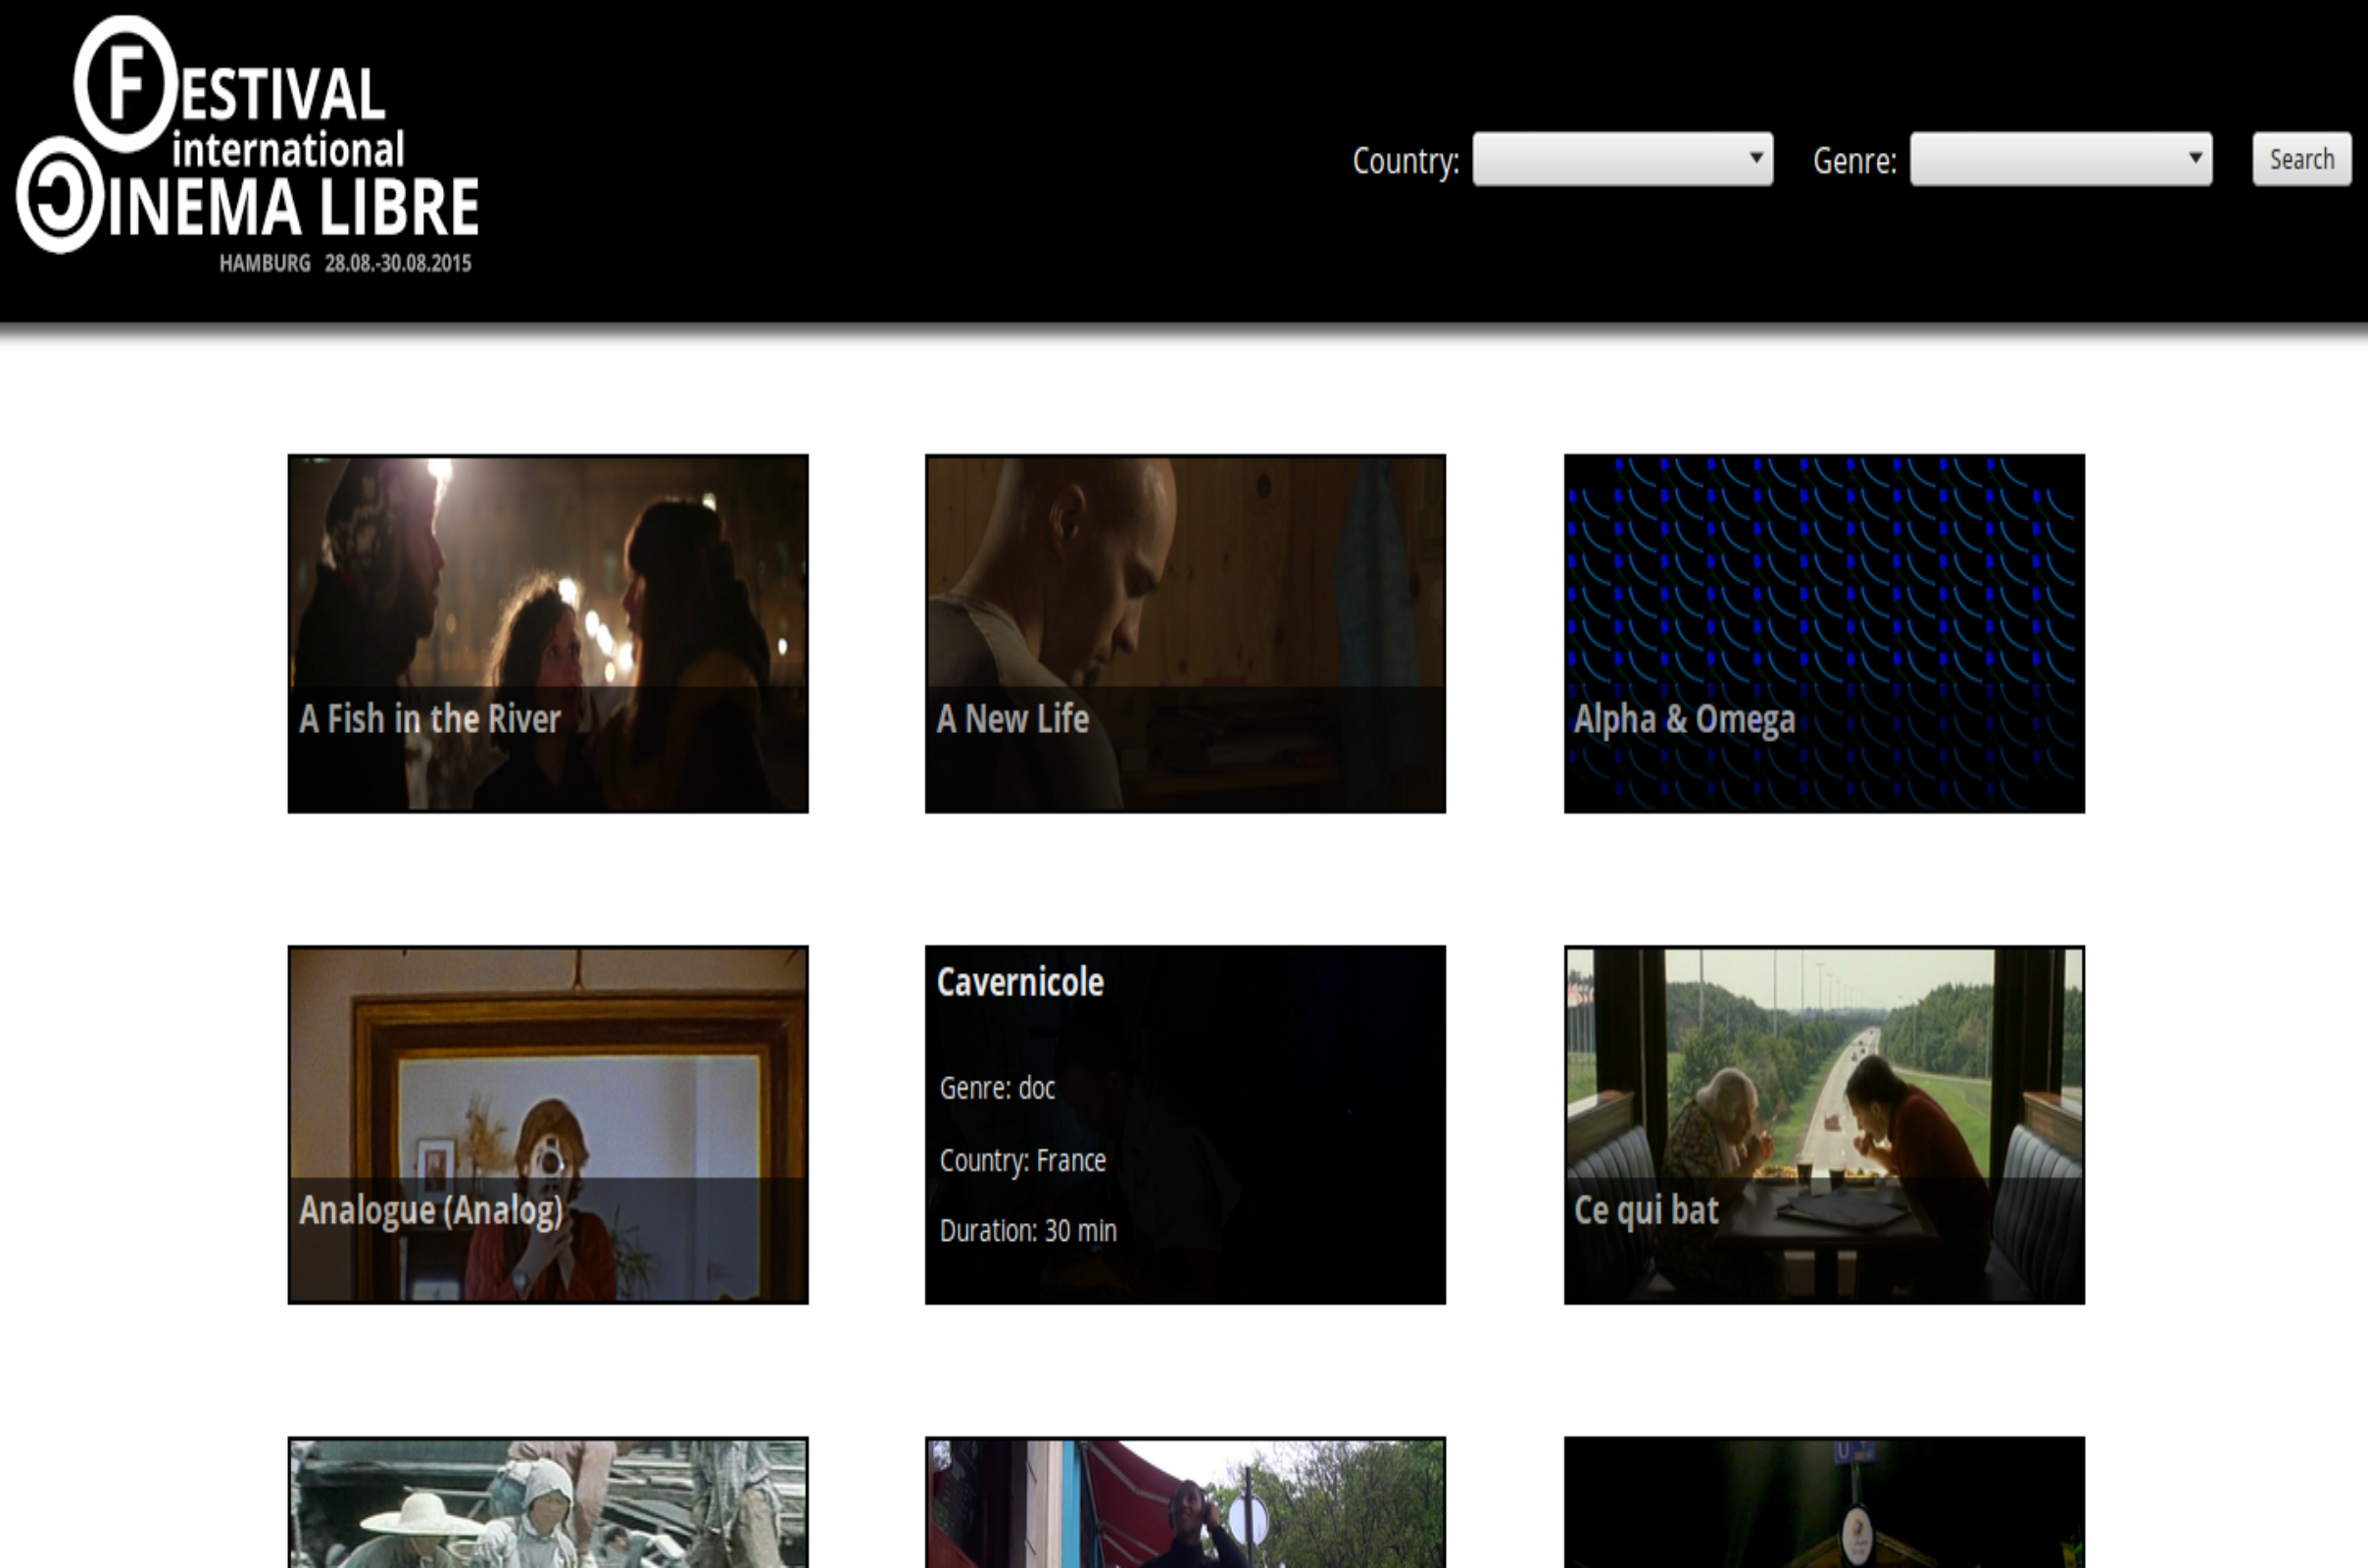 FESTIVAL
international
CINEMA LIBRE
HAMBURG 28.08.-30.08.2015
Country:
Genre:
Search
A Fish in the River
A New Life
Alpha & Omega
Analogue (Analog)
Cavernicole
Genre: doc
Country: France
Duration: 30 min
Ce qui bat
U